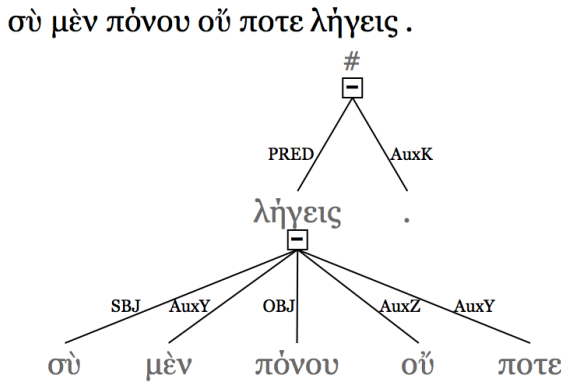 σὺ μὲν πόνου οὔ ποτε λήγεις .
#
PRED AuxK
λήγεις .
SBJ AuxY OBJ AuxZ AuxY
σὺ μὲν πόνου οὔ ποτε